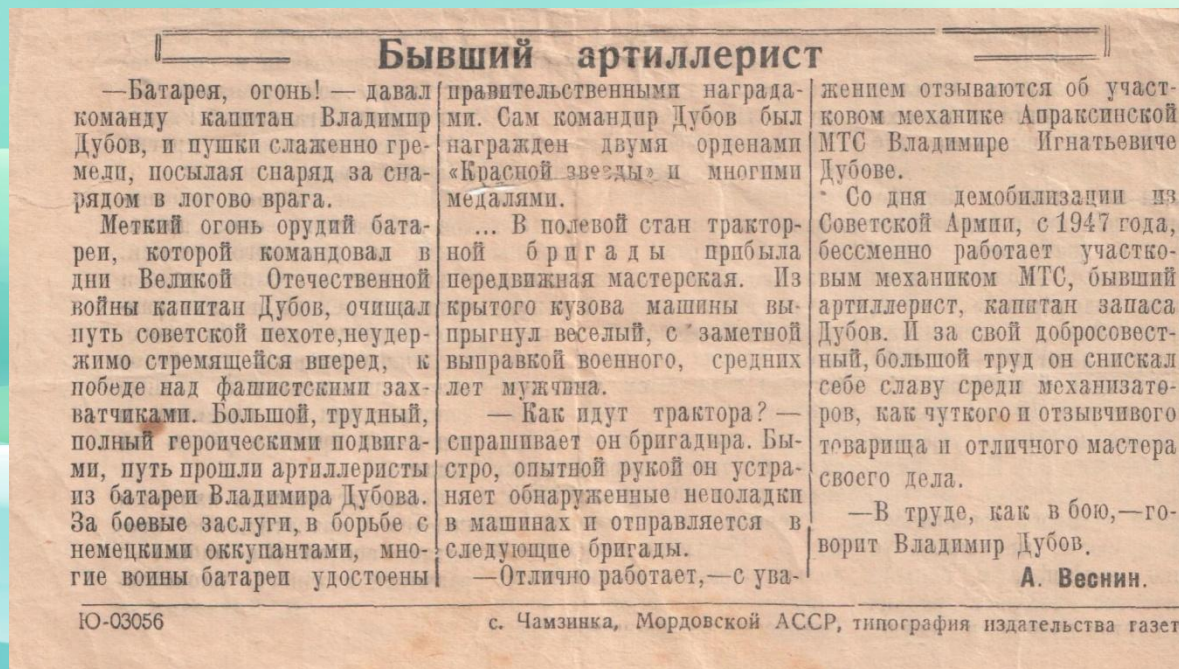 Бывший артиллерист
—Батарея, огонь! — давал
команду капитан Владимир
Дубов, и пушки слаженно гре-
мели, посылая снаряд за сна-
рядом в логово врага.
Меткий огонь орудий бата-
реи, которой командовал в
дни Великой Отечественной
войны капитан Дубов, очищал
путь советской пехоте,неудер-
жимо стремящейся вперед, к
победе над фашистскими зах-
ватчиками. Большой, трудный,
полный героическими подвига-
ми, путь прошли артиллеристы
из батареи Владимира Дубова.
За боевые заслуги, в борьбе с
немецкими оккупантами, мно-
гие воины батареи удостоены
правительственными награда-
ми. Сам командир Дубов был
награжден двумя орденами
«Красной звезды» и многими
медалями.
... В полевой стан трактор-
ной бригады прибыла
передвижная мастерская. Из
крытого кузова машины вы-
прыгнул веселый, с заметной
выправкой военного, средних
лет мужчина.
— Как идут трактора? —
спрашивает он бригадира. Бы-
стро, опытной рукой он устра-
няет обнаруженные неполадки
в машинах и отправляется в
следующие бригады.
—Отлично работает,—с ува-
жением отзываются об участ-
ковом механике Апраксинской
МТС Владимире Игнатьевиче
Дубове.
Со дня демобилизации из
Советской Армии, с 1947 года,
бессменно работает участко-
вым механиком МТС, бывший
артиллерист, капитан запаса
Дубов. И за свой добросовест-
ный, большой труд он снискал
себе славу среди механизато-
ров, как чуткого и отзывчивого
товарища и отличного мастера
своего дела.
—В труде, как в бою,—го-
ворит Владимир Дубов.
А. Веснин.
Ю-03056
с. Чамзинка, Мордовской АССР, типография издательства газет